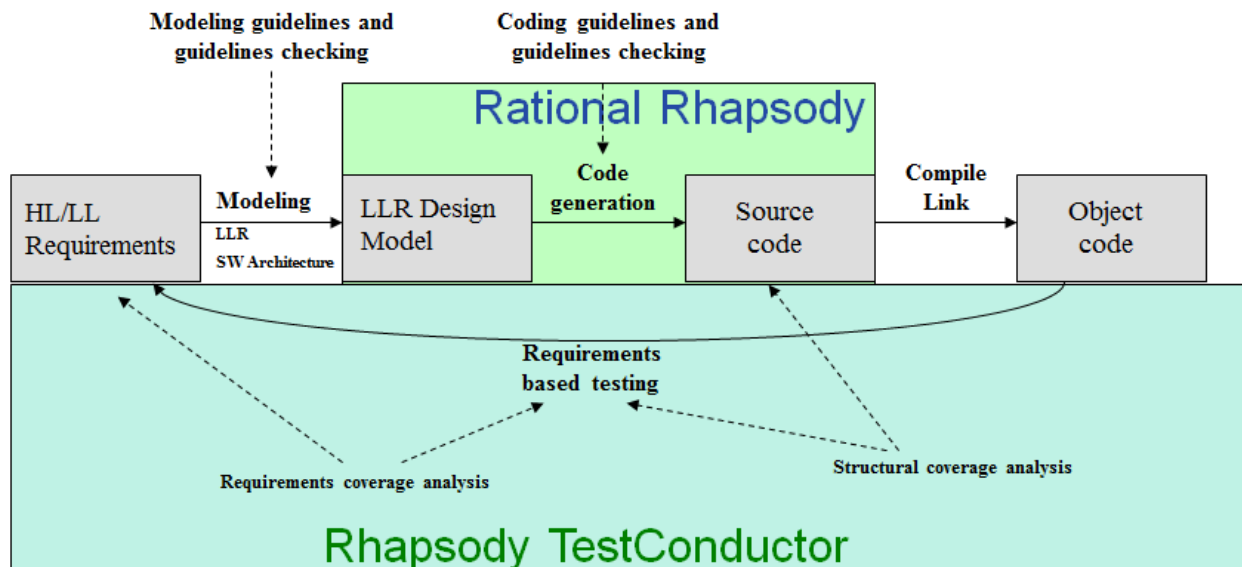 Modeling guidelines and
guidelines checking
Coding guidelines and
guidelines checking
Rational Rhapsody
HL/LL
Requirements
Modeling
LLR
SW Architecture
LLR Design
Model
Code
generation
Source
code
Compile
Link
Object
code
Requirements
based testing
Requirements coverage analysis
Structural coverage analysis
Rhapsody TestConductor